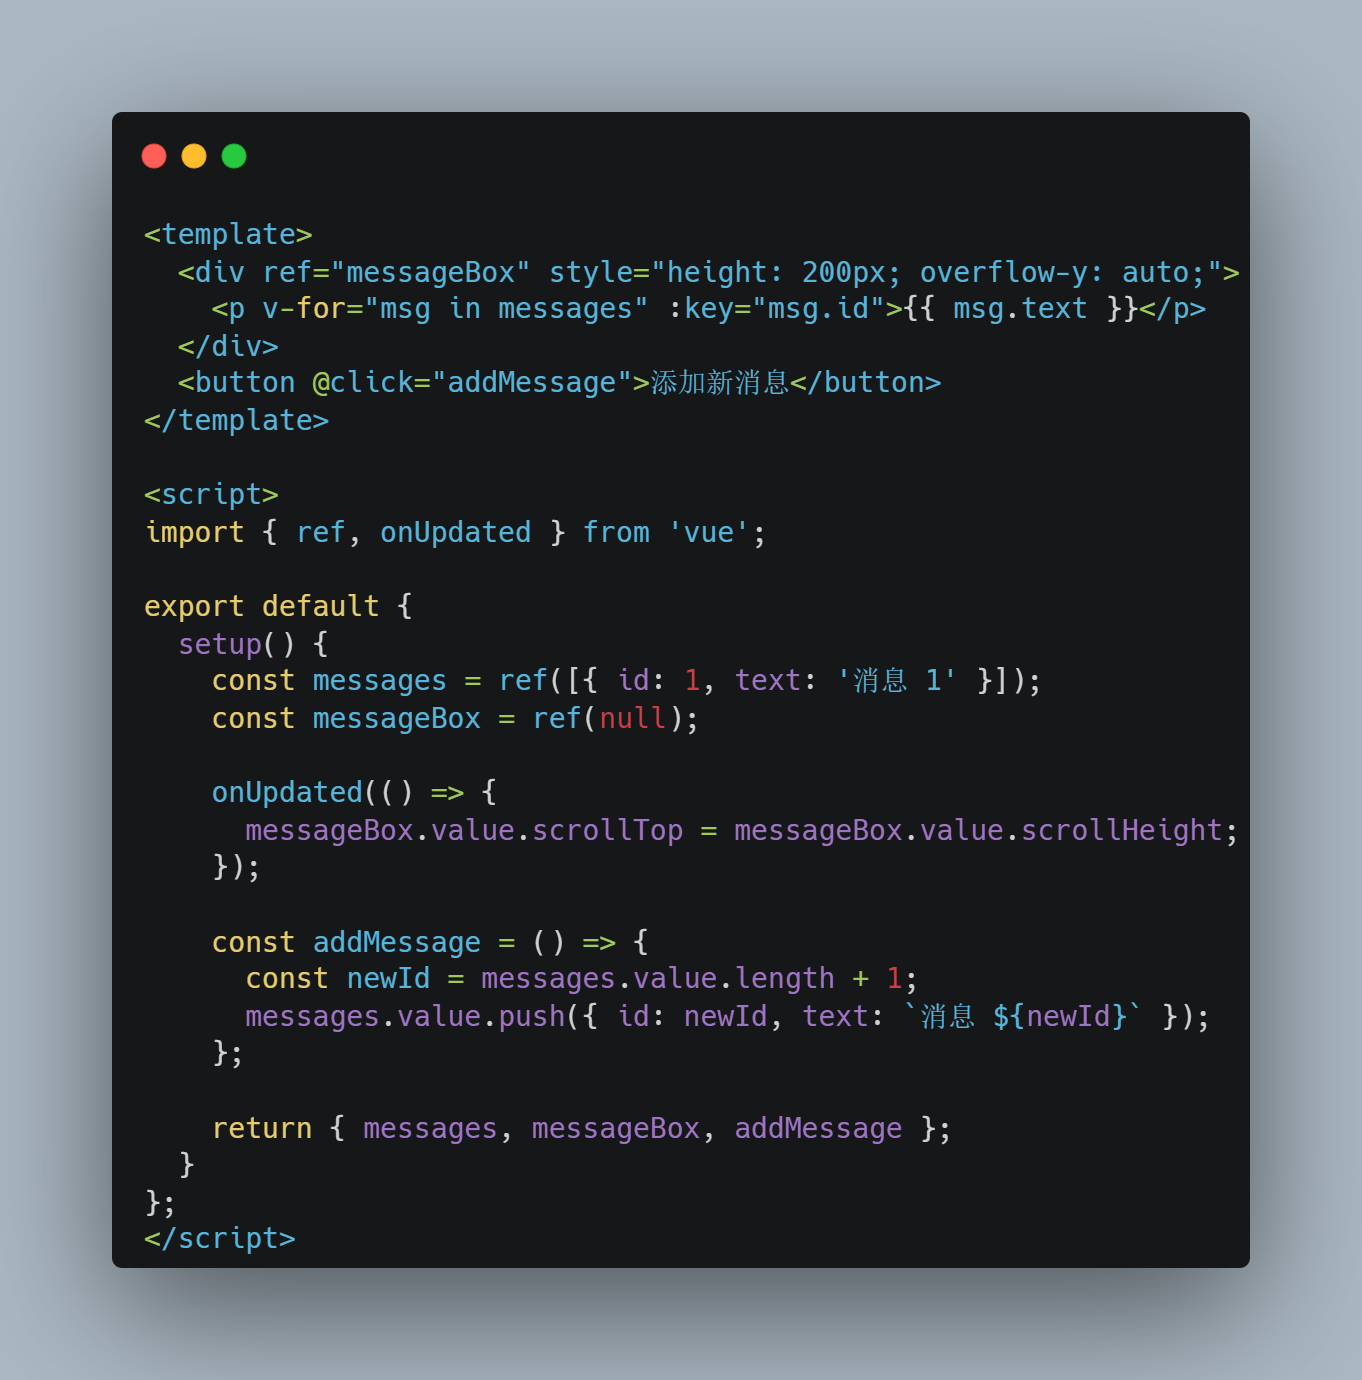 <template>
  <div ref="messageBox" style="height: 200px; overflow-y: auto;">
    <p v-for="msg in messages" :key="msg.id">{{ msg.text }}</p>
  </div>
  <button @click="addMessage">添加新消息</button>
</template>

<script>
import { ref, onUpdated } from 'vue';

export default {
  setup() {
    const messages = ref([{ id: 1, text: '消息 1' }]);
    const messageBox = ref(null);

    onUpdated(() => {
      messageBox.value.scrollTop = messageBox.value.scrollHeight;
    });

    const addMessage = () => {
      const newId = messages.value.length + 1;
      messages.value.push({ id: newId, text: `消息 ${newId}` });
    };

    return { messages, messageBox, addMessage };
  }
};
</script>